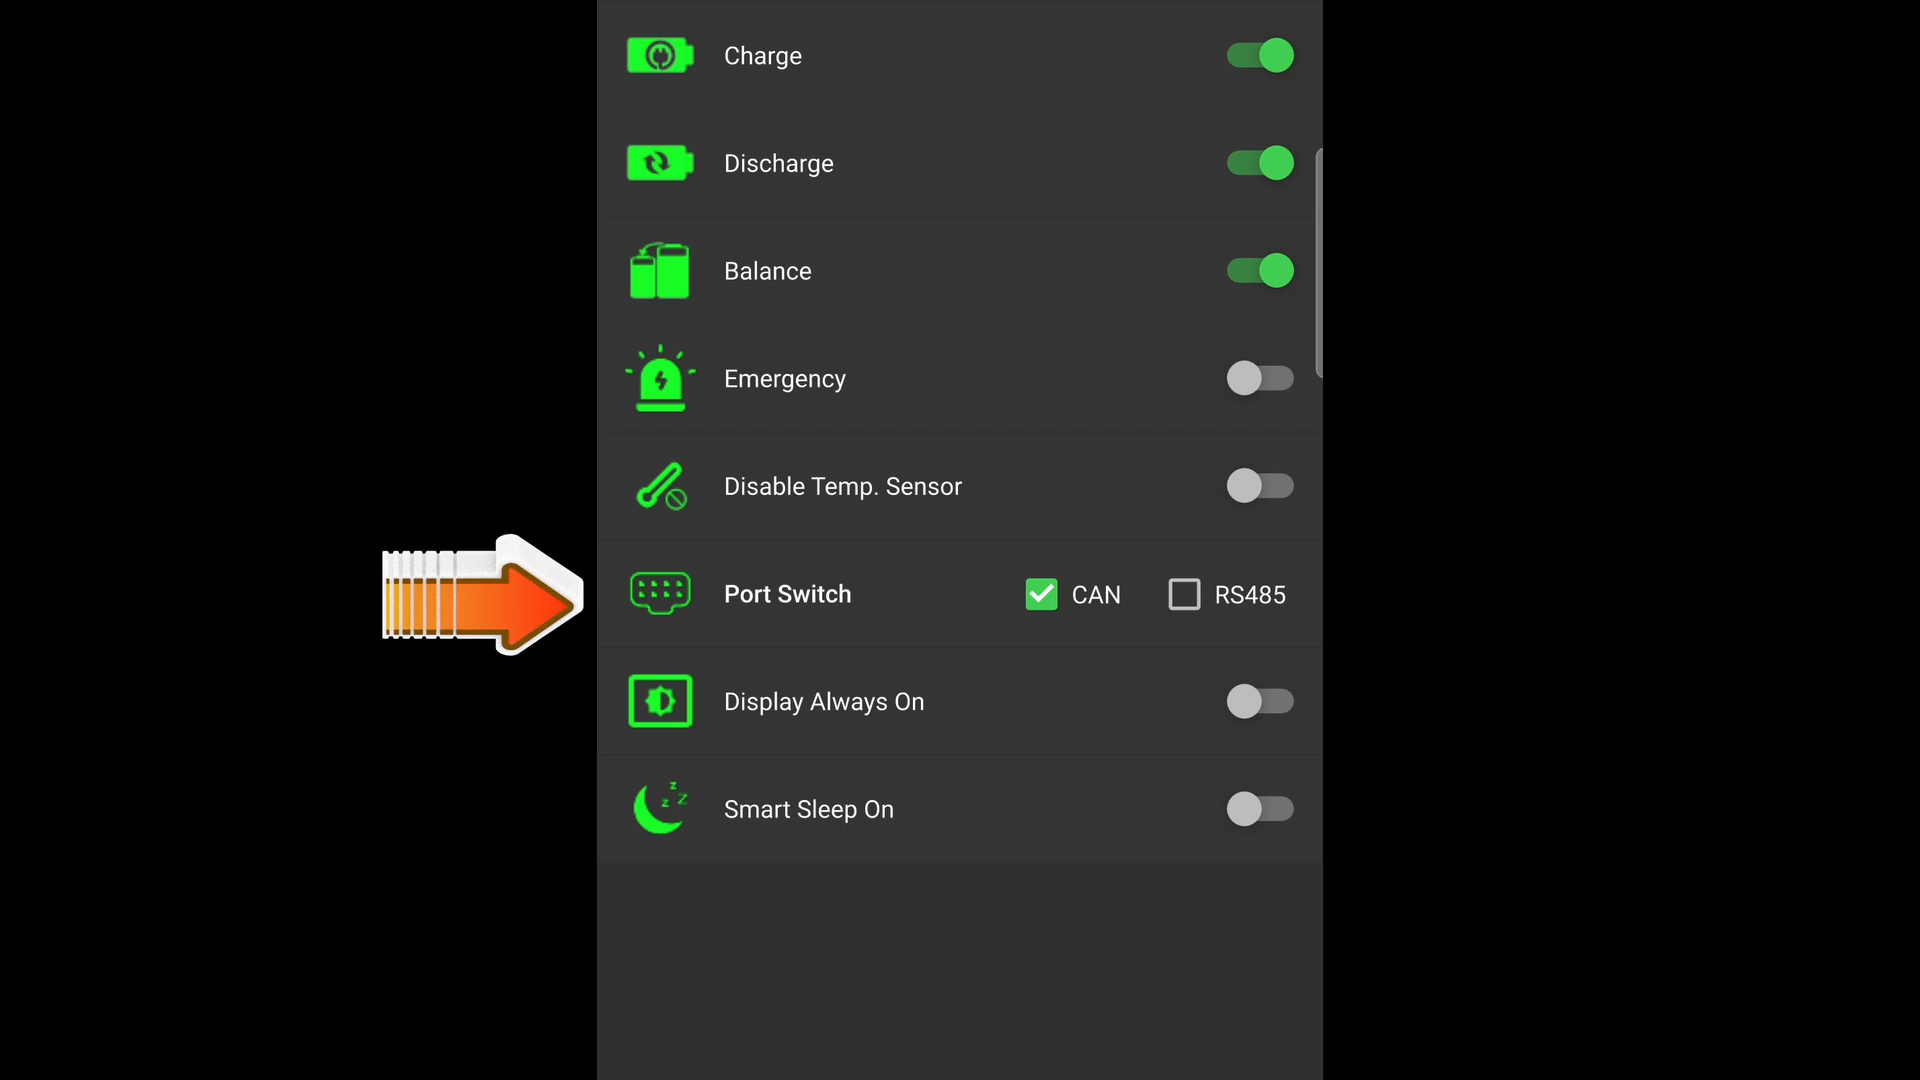 Charge
Discharge
Balance
Emergency
Disable Temp. Sensor
Port Switch CAN RS485
Display Always On
Smart Sleep On